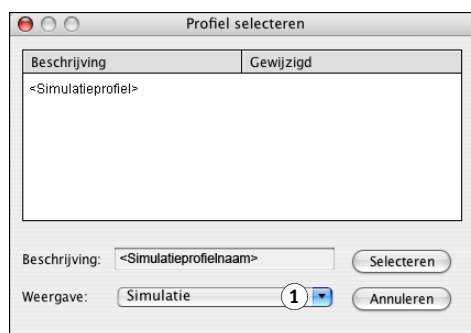 Profiel selecteren
Beschrijving Gewijzigd
<Simulatieprofiel>
Beschrijving: <Simulatieprofielnaam> Selecteren
Weergave: Simulatie 1 Annuleren